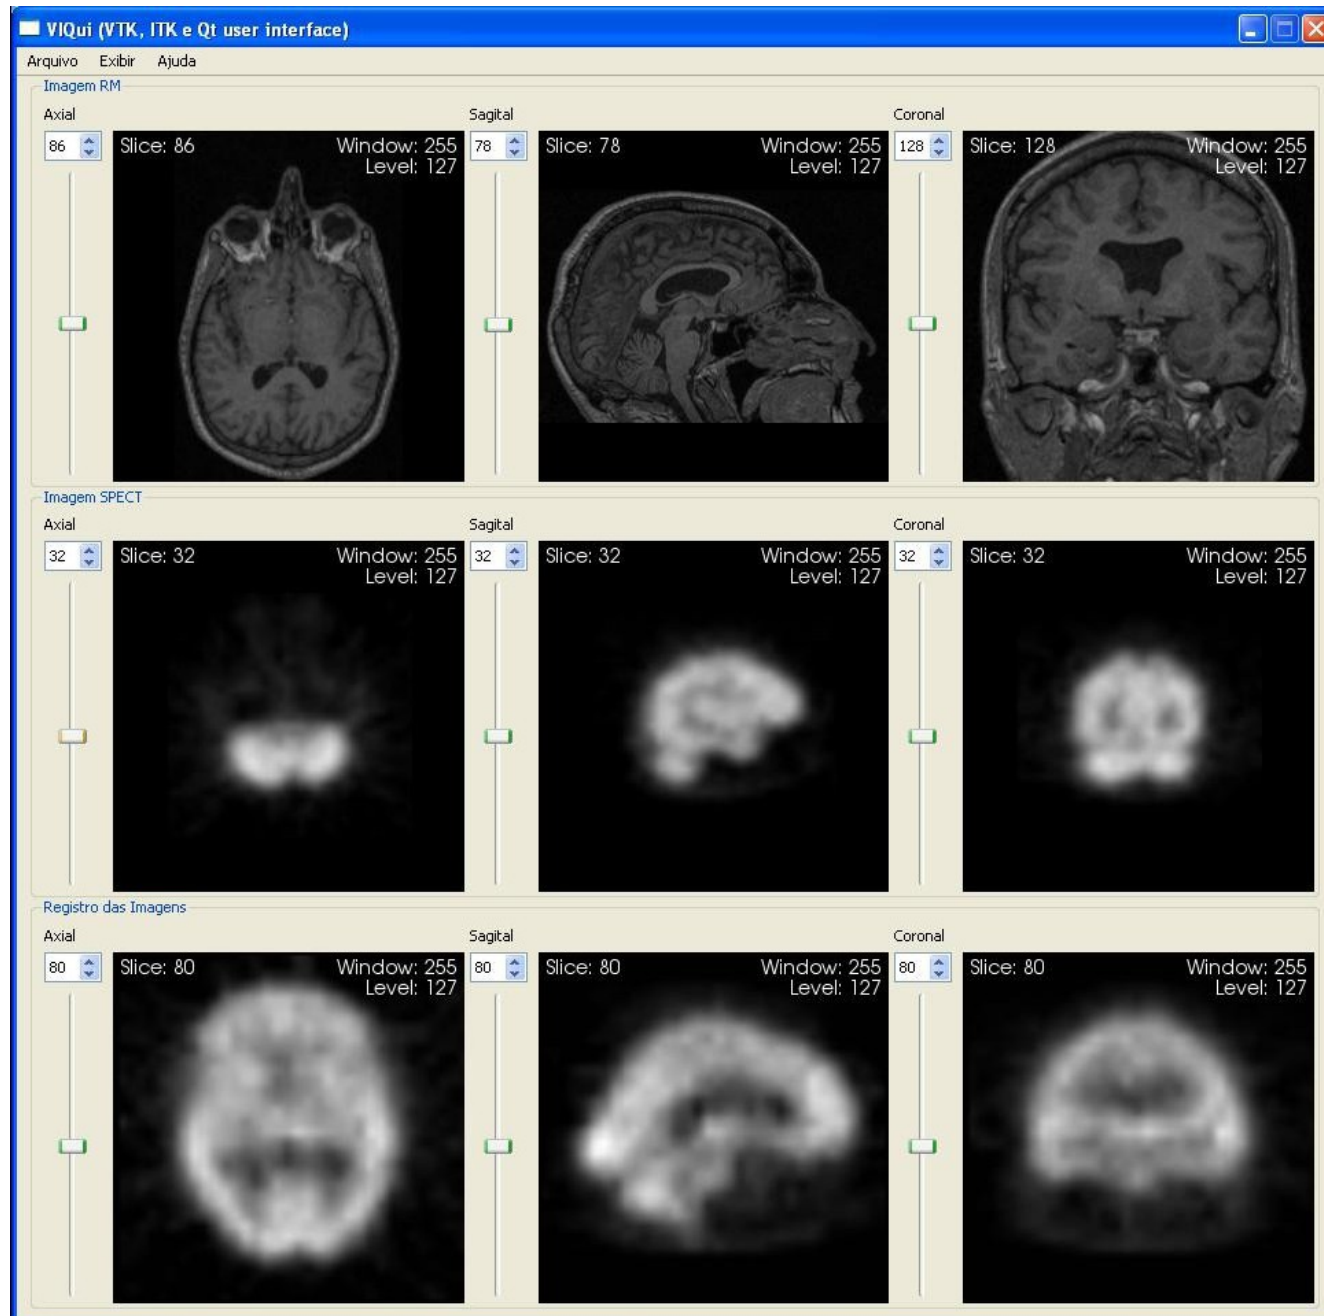 VIQui (VTK, ITK e Qt user interface)
Arquivo Exibir Ajuda
Imagem RM
Axial Sagital Coronal
86 Slice: 86 Window: 255 78 Slice: 78 Window: 255 128 Slice: 128 Window: 255
Level: 127 Level: 127 Level: 127
Imagem SPECT
Axial Sagital Coronal
32 Slice: 32 Window: 255 32 Slice: 32 Window: 255 32 Slice: 32 Window: 255
Level: 127 Level: 127 Level: 127
Registro das Imagens
Axial Sagital Coronal
80 Slice: 80 Window: 255 80 Slice: 80 Window: 255 80 Slice: 80 Window: 255
Level: 127 Level: 127 Level: 127